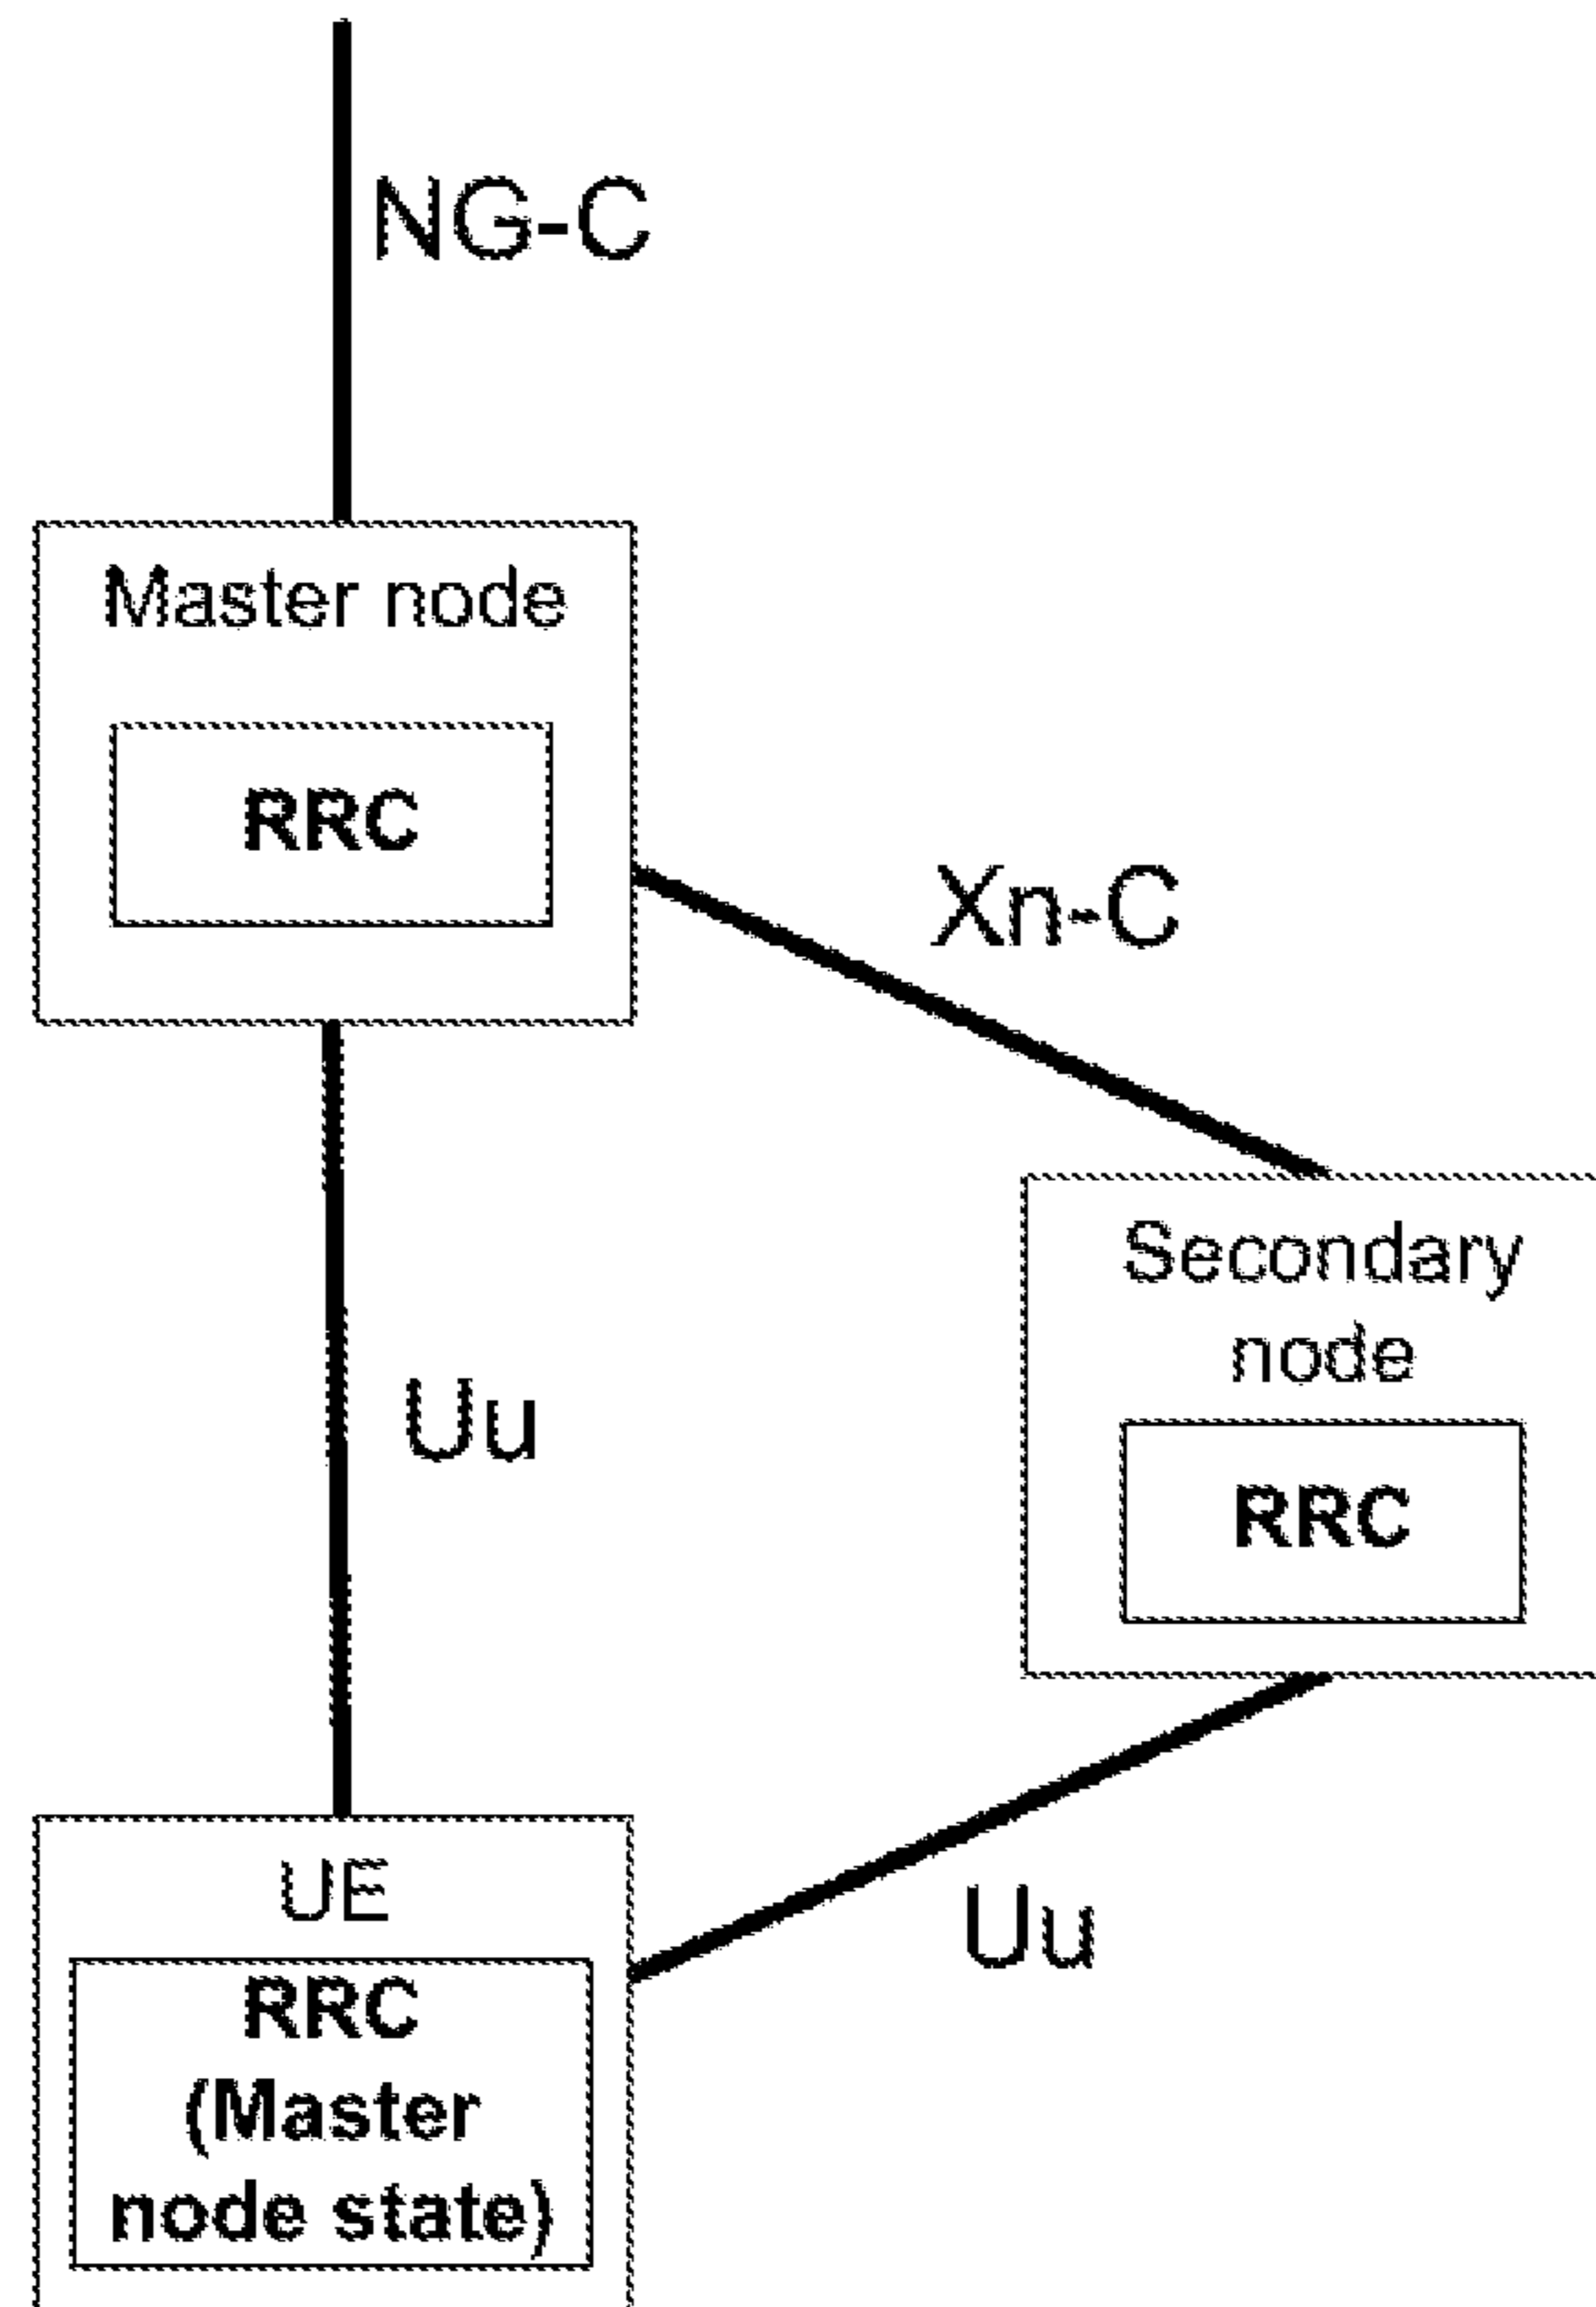 NG-C
Master node
RRC
Xn-C
Secondary
node
RRC
Uu
UE
RRC
(Master
node state)
Uu